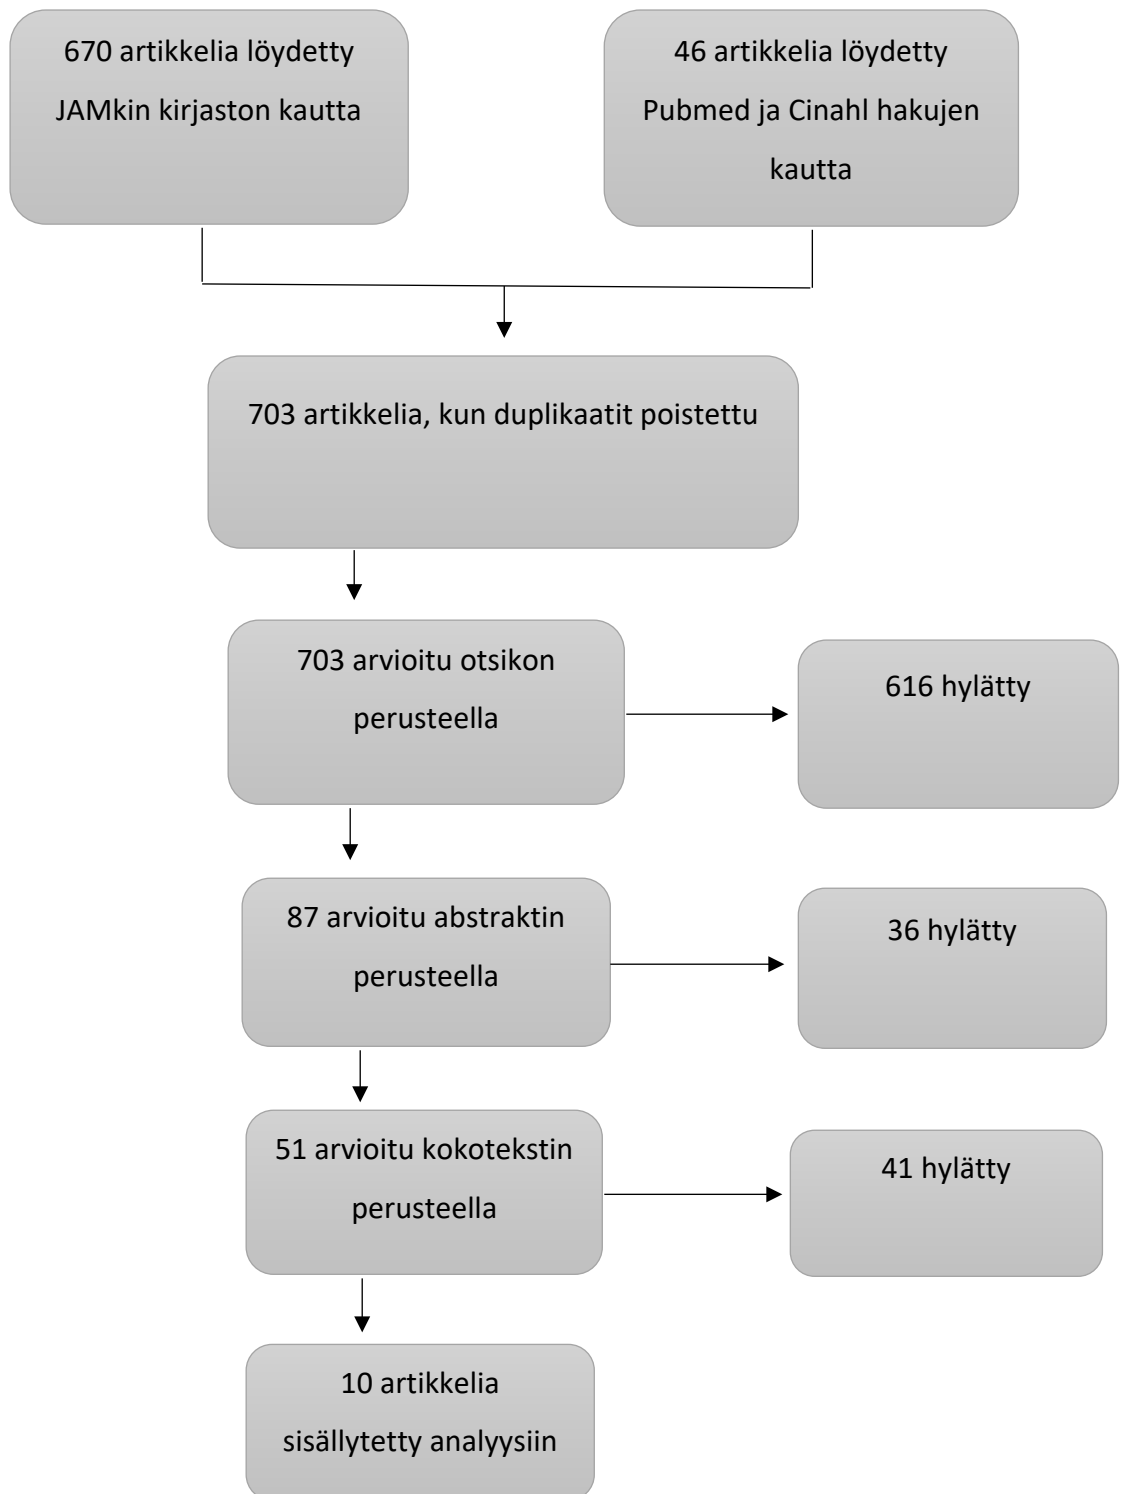 670 artikkelia löydetty
JAMkin kirjaston kautta
46 artikkelia löydetty
Pubmed ja Cinahl hakujen
kautta
703 artikkelia, kun duplikaatit poistettu
703 arvioitu otsikon
perusteella
616 hylätty
87 arvioitu abstraktin
perusteella
36 hylätty
51 arvioitu kokotekstin
perusteella
41 hylätty
10 artikkelia
sisällytetty analyysiin